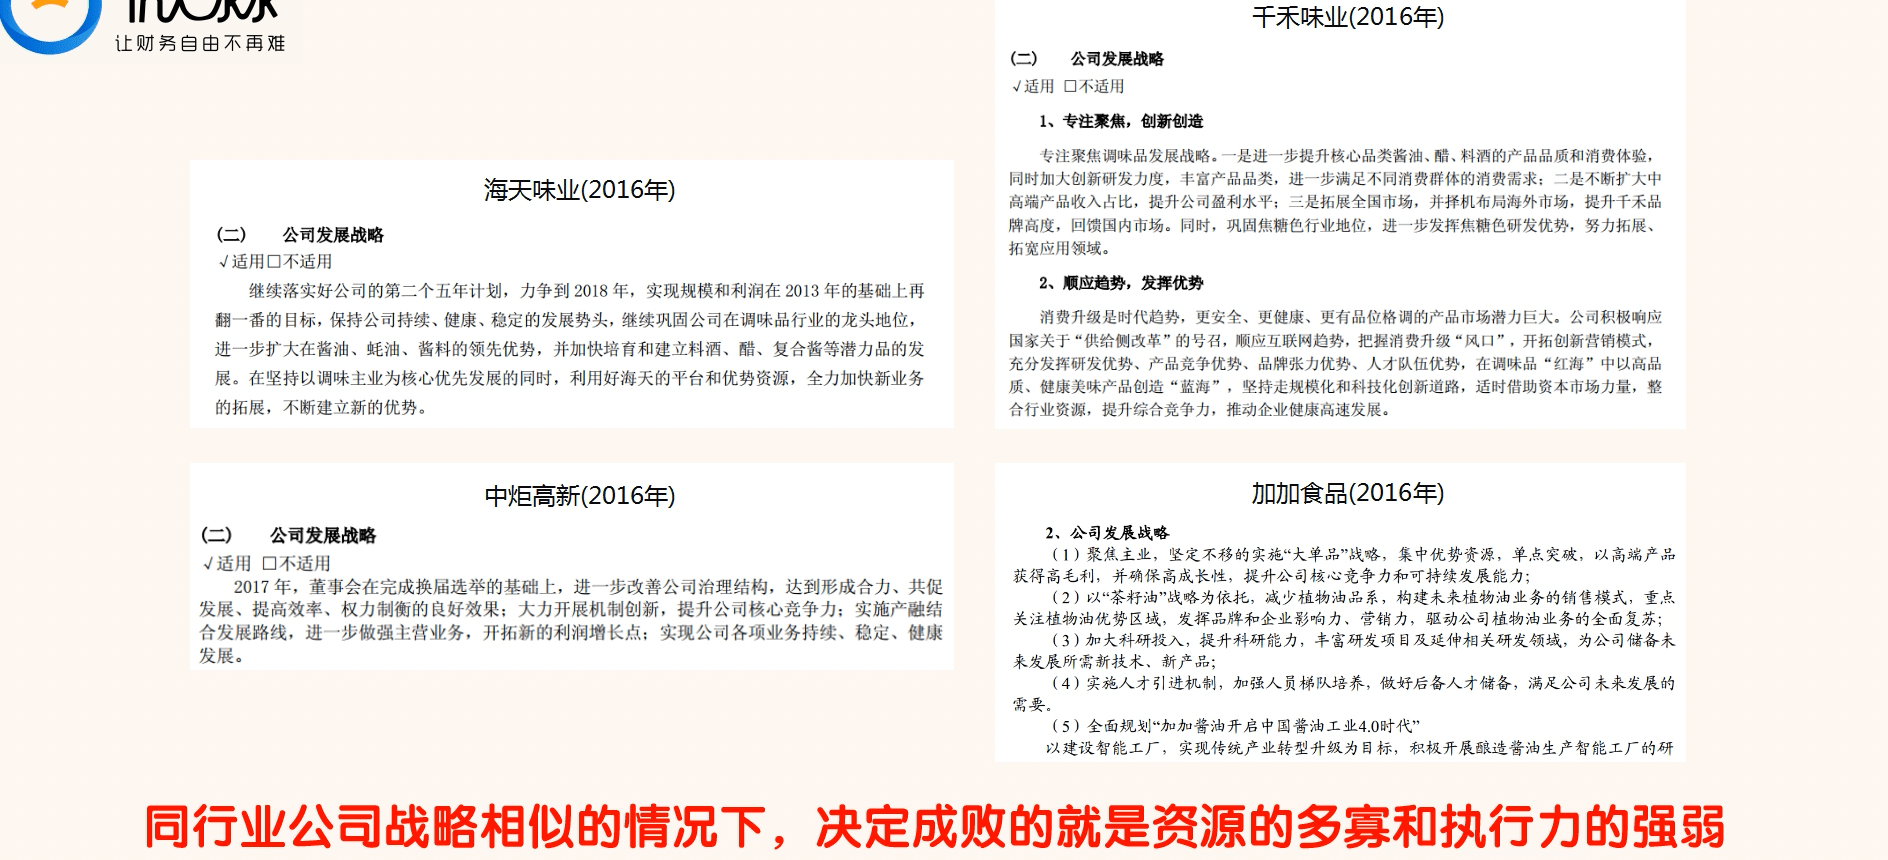 让财务自由不再难
海天味业(2016年)
(二) 公司发展战略
√适用□不适用
继续落实好公司的第二个五年计划，力争到 2018 年，实现规模和利润在 2013 年的基础上再
翻一番的目标，保持公司持续、健康、稳定的发展势头，继续巩固公司在调味品行业的龙头地位，
进一步扩大在酱油、蚝油、酱料的领先优势，并加快培育和建立料酒、醋、复合酱等潜力品的发
展。在坚持以调味主业为核心优先发展的同时，利用好海天的平台和优势资源，全力加快新业务
的拓展，不断建立新的优势。
千禾味业(2016年)
(二) 公司发展战略
√适用 □不适用
1、专注聚焦，创新创造
专注聚焦调味品发展战略。一是进一步提升核心品类酱油、醋、料酒的产品品质和消费体验，
同时加大创新研发力度，丰富产品品类，进一步满足不同消费群体的消费需求；二是不断扩大中
高端产品收入占比，提升公司盈利水平；三是拓展全国市场，并择机布局海外市场，提升千禾品
牌高度，回馈国内市场。同时，巩固焦糖色行业地位，进一步发挥焦糖色研发优势，努力拓展、
拓宽应用领域。
2、顺应趋势，发挥优势
消费升级是时代趋势，更安全、更健康、更有品位格调的产品市场潜力巨大。公司积极响应
国家关于“供给侧改革”的号召，顺应互联网趋势，把握消费升级“风口”，开拓创新营销模式，
充分发挥研发优势、产品竞争优势、品牌张力优势、人才队伍优势，在调味品“红海”中以高品
质、健康美味产品创造“蓝海”，坚持走规模化和科技化创新道路，适时借助资本市场力量，整
合行业资源，提升综合竞争力，推动企业健康高速发展。
中炬高新(2016年)
(二) 公司发展战略
√适用 □不适用
2017 年，董事会在完成换届选举的基础上，进一步改善公司治理结构，达到形成合力、共促
发展、提高效率、权力制衡的良好效果；大力开展机制创新，提升公司核心竞争力；实施产融结
合发展路线，进一步做强主营业务，开拓新的利润增长点；实现公司各项业务持续、稳定、健康
发展。
加加食品(2016年)
2、公司发展战略
（1）聚焦主业，坚定不移的实施“大单品”战略，集中优势资源，单点突破，以高端产品
获得高毛利，并确保高成长性，提升公司核心竞争力和可持续发展能力；
（2）以“茶籽油”战略为依托，减少植物油品系，构建未来植物油业务的销售模式，重点
关注植物油优势区域，发挥品牌和企业影响力、营销力，驱动公司植物油业务的全面复苏；
（3）加大科研投入，提升科研能力，丰富研发项目及延伸相关研发领域，为公司储备未
来发展所需新技术、新产品；
（4）实施人才引进机制，加强人员梯队培养，做好后备人才储备，满足公司未来发展的
需要。
（5）全面规划“加加酱油开启中国酱油工业4.0时代”
以建设智能工厂，实现传统产业转型升级为目标，积极开展酿造酱油生产智能工厂的研
同行业公司战略相似的情况下，决定成败的就是资源的多寡和执行力的强弱